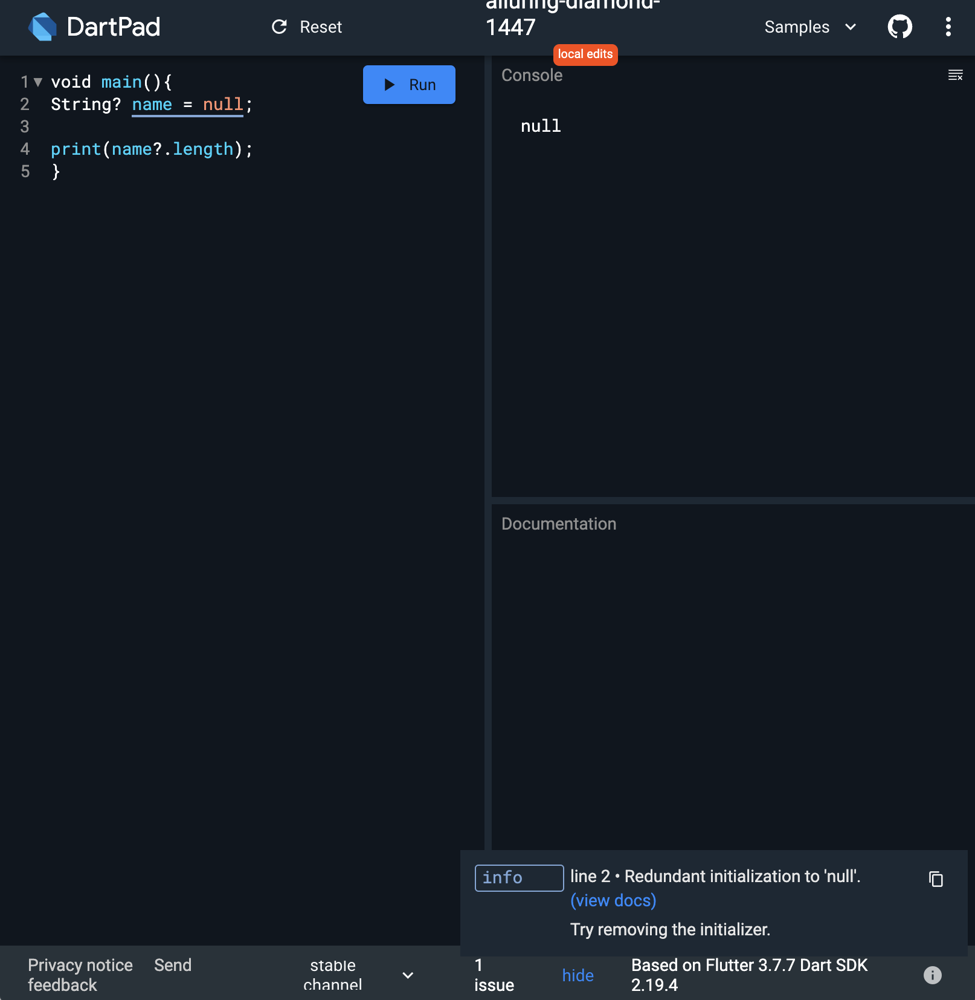 DartPad
Reset
alluring-diamond-
1447
local edits
Samples
1 void main(){
2 String? name = null;
3
4 print(name?.length);
5 }
Run
Console
null
Documentation
info
line 2 • Redundant initialization to 'null'.
(view docs)
Try removing the initializer.
Privacy notice Send
feedback
stable
channel
1
issue
hide
Based on Flutter 3.7.7 Dart SDK
2.19.4